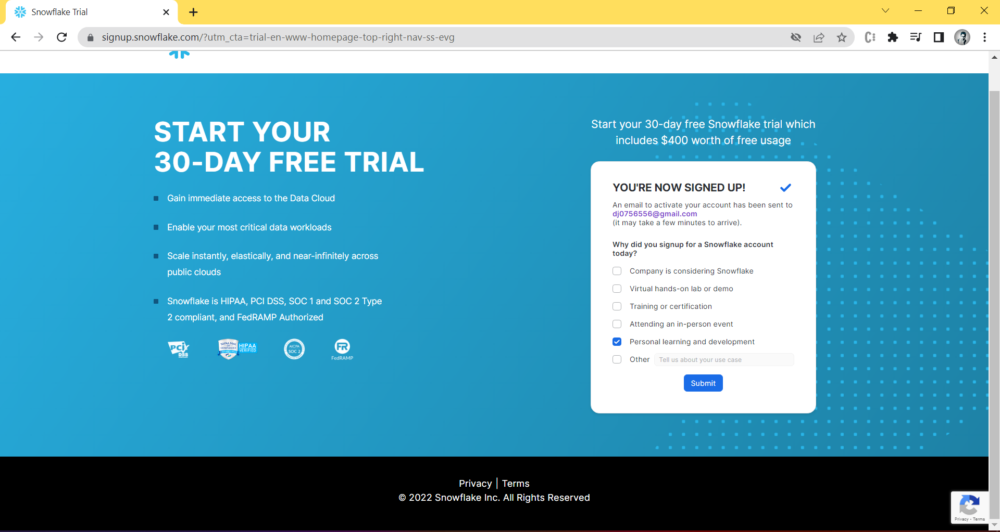 Snowflake Trial
signup.snowflake.com/?utm_cta=trial-en-www-homepage-top-right-nav-ss-evg
START YOUR
30-DAY FREE TRIAL
Gain immediate access to the Data Cloud
Enable your most critical data workloads
Scale instantly, elastically, and near-infinitely across
public clouds
Snowflake is HIPAA, PCI DSS, SOC 1 and SOC 2 Type
2 compliant, and FedRAMP Authorized
PCI
DSS
HIPAA SEAL
OF
COMPLIANCE
HIPAA
VERIFIED
AICPA
SOC 2
FR
FedRAMP
Start your 30-day free Snowflake trial which
includes $400 worth of free usage
YOU'RE NOW SIGNED UP!
An email to activate your account has been sent to
dj0756556@gmail.com
(it may take a few minutes to arrive).
Why did you signup for a Snowflake account
today?
Company is considering Snowflake
Virtual hands-on lab or demo
Training or certification
Attending an in-person event
Personal learning and development
Other Tell us about your use case
Submit
Privacy | Terms
© 2022 Snowflake Inc. All Rights Reserved
Privacy - Terms